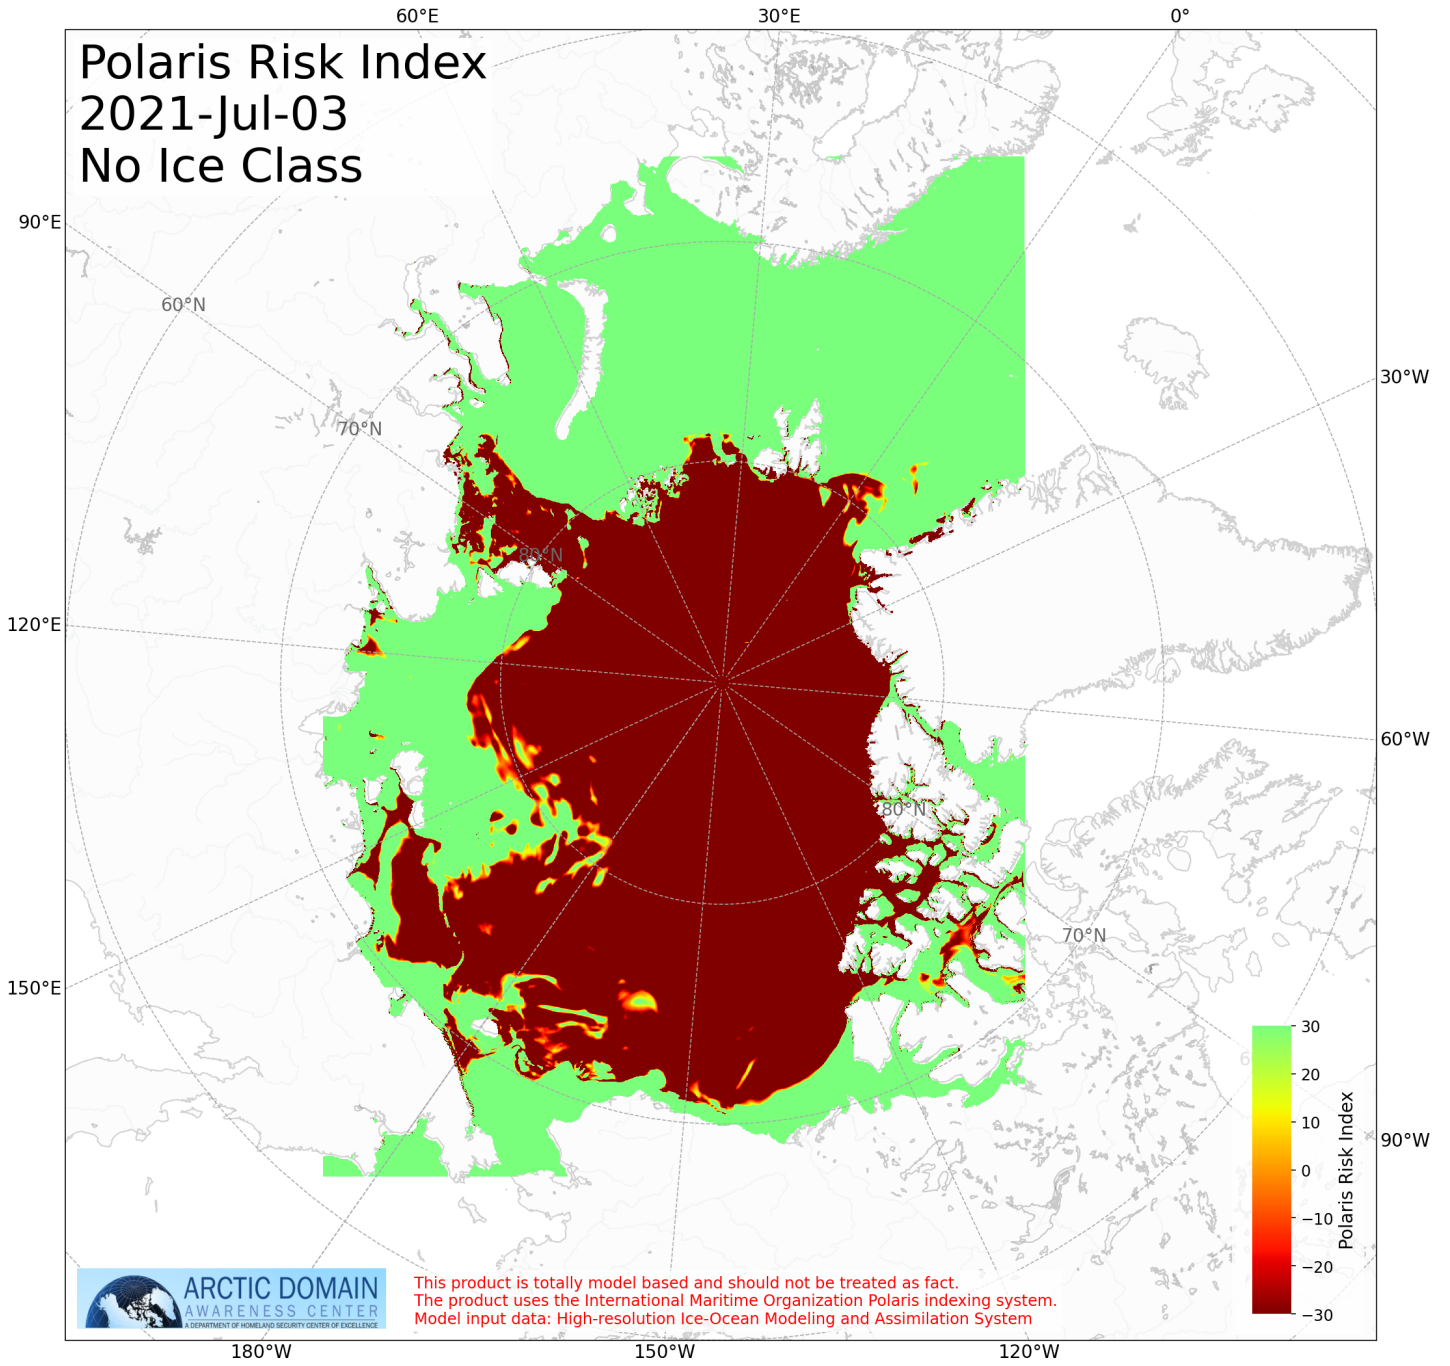 60°E
30°E
0°
Polaris Risk Index
2021-Jul-03
No Ice Class
90°E
60°N
30°W
70°N
80°N
120°E
60°W
80°N
70°N
150°E
30
20
10
0
−10
−20
−30
Polaris Risk Index
90°W
ARCTIC DOMAIN
AWARENESS CENTER
A DEPARTMENT OF HOMELAND SECURITY CENTER OF EXCELLENCE
This product is totally model based and should not be treated as fact.
The product uses the International Maritime Organization Polaris indexing system.
Model input data: High-resolution Ice-Ocean Modeling and Assimilation System
180°W
150°W
120°W